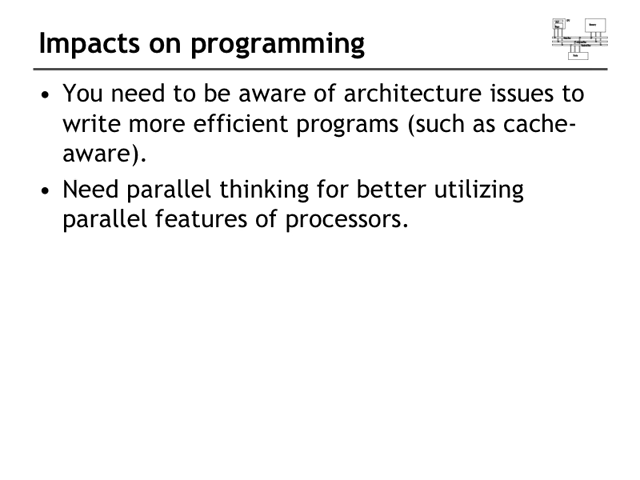 Impacts on programming
• You need to be aware of architecture issues to
write more efficient programs (such as cache-
aware).
• Need parallel thinking for better utilizing
parallel features of processors.